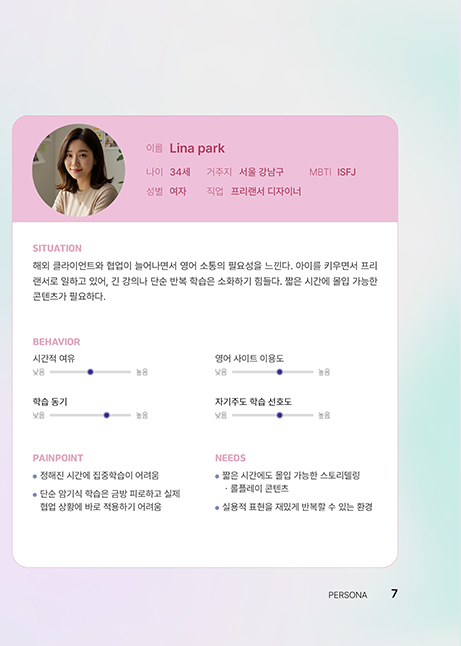 이름 Lina park
나이 34세 거주지 서울 강남구 MBTI ISFJ
성별 여자 직업 프리랜서 디자이너
SITUATION
해외 클라이언트와 협업이 늘어나면서 영어 소통의 필요성을 느낀다. 아이를 키우면서 프리
랜서로 일하고 있어, 긴 강의나 단순 반복 학습은 소화하기 힘들다. 짧은 시간에 몰입 가능한
콘텐츠가 필요하다.
BEHAVIOR
시간적 여유
낮음 높음
영어 사이트 이용도
낮음 높음
학습 동기
낮음 높음
자기주도 학습 선호도
낮음 높음
PAINPOINT
• 정해진 시간에 집중학습이 어려움
• 단순 암기식 학습은 금방 피로하고 실제
협업 상황에 바로 적용하기 어려움
NEEDS
• 짧은 시간에도 몰입 가능한 스토리텔링
· 롤플레이 콘텐츠
• 실용적 표현을 재밌게 반복할 수 있는 환경
PERSONA 7